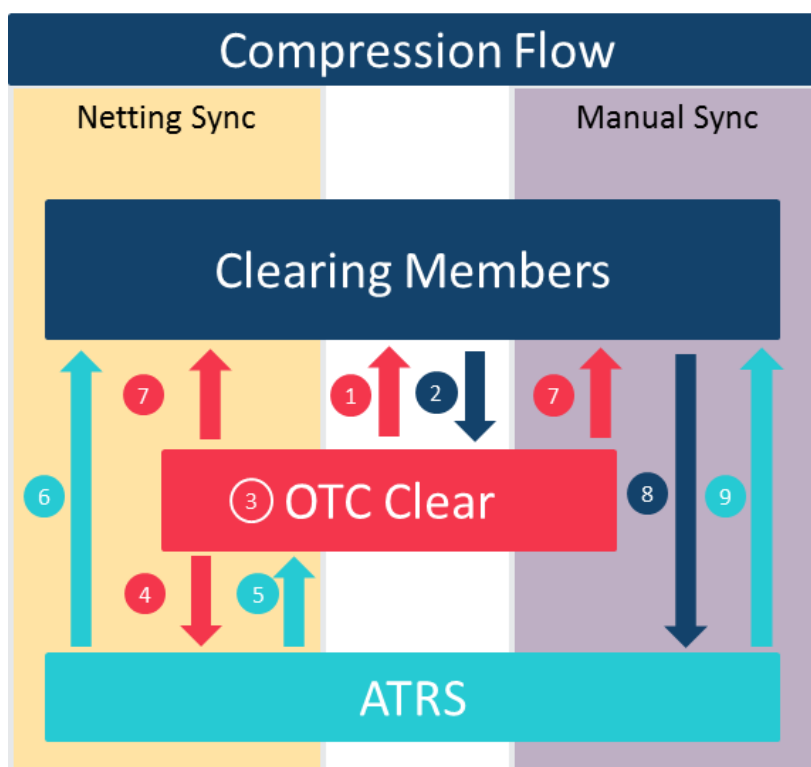 Compression Flow
Netting Sync
Manual Sync
Clearing Members
7
1
2
7
6
3 OTC Clear
8
9
4
5
ATRS